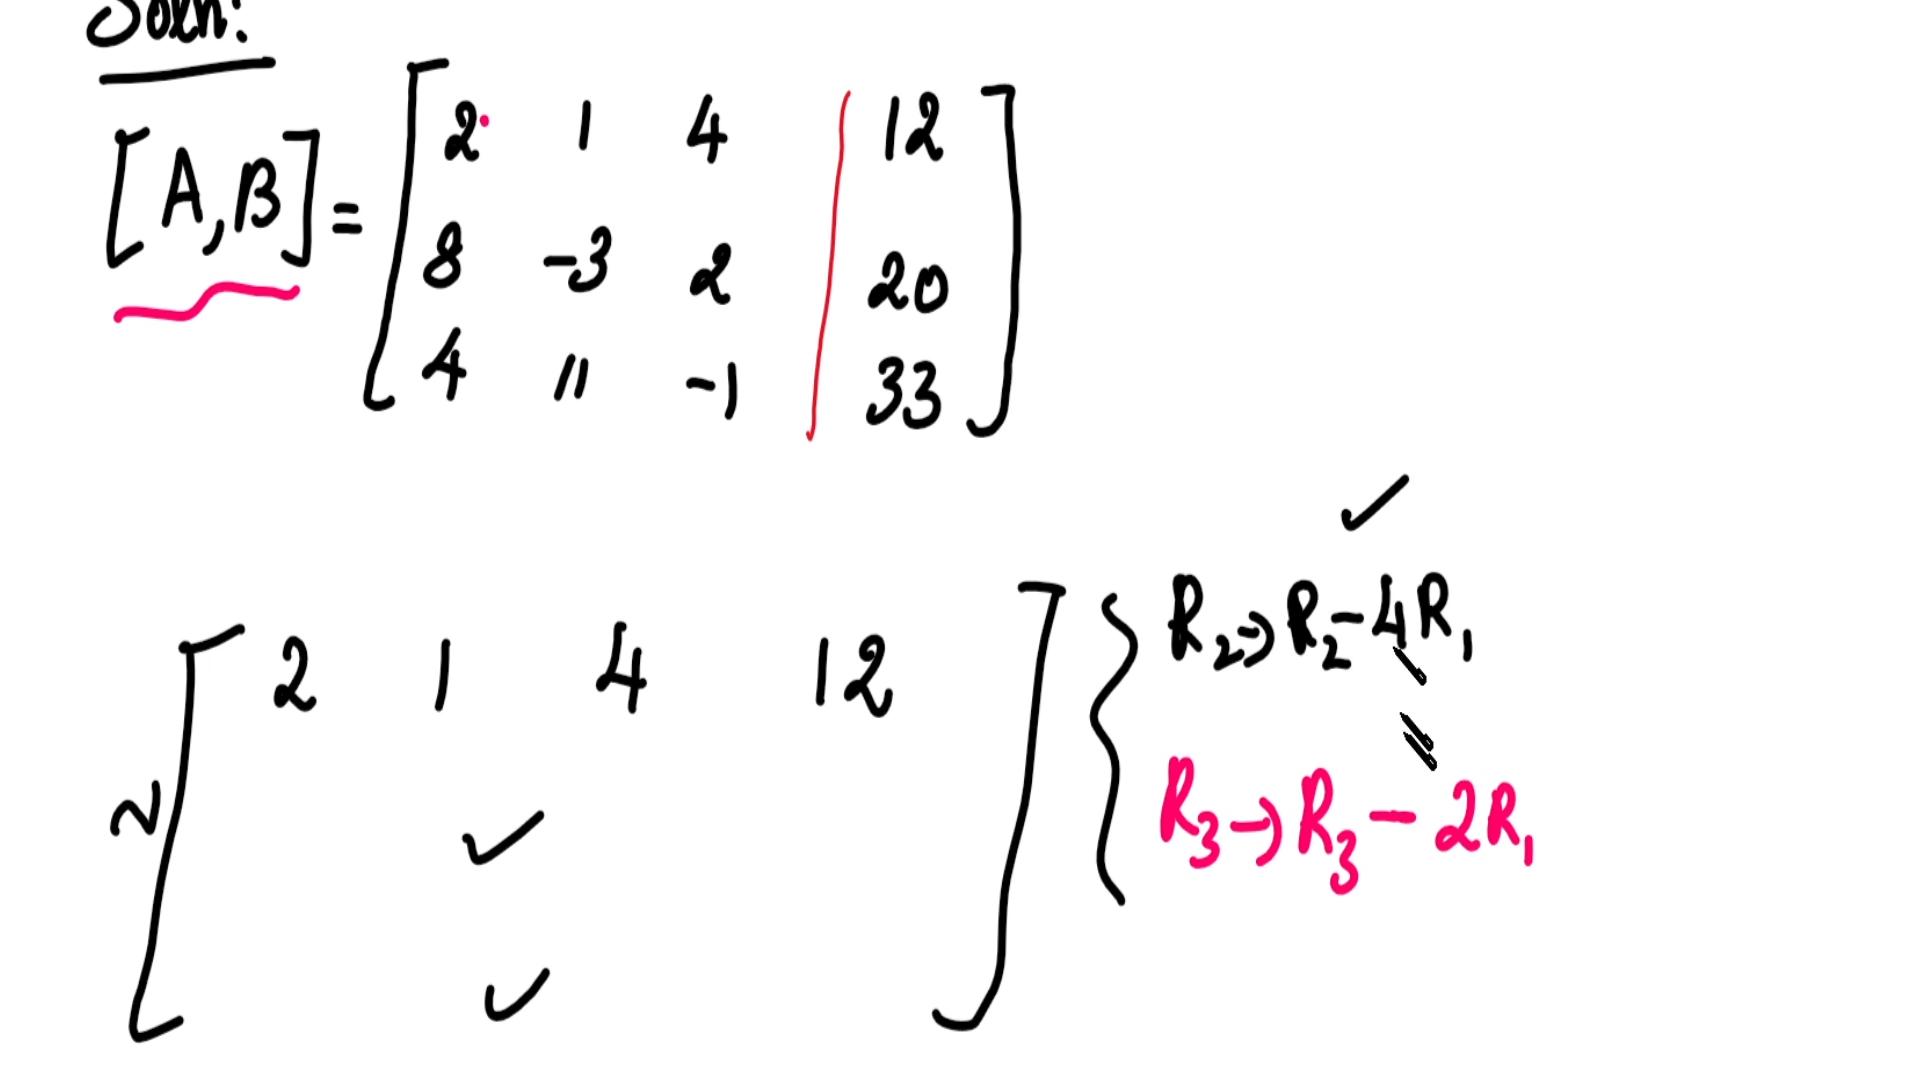 Soln:
[A,B] = [ 2 1 4 | 12 ]
8 -3 2 20
4 11 -1 33
~ [ 2 1 4 12 ]
✓
✓
✓
R₂→R₂-4R₁
R₃→R₃-2R₁